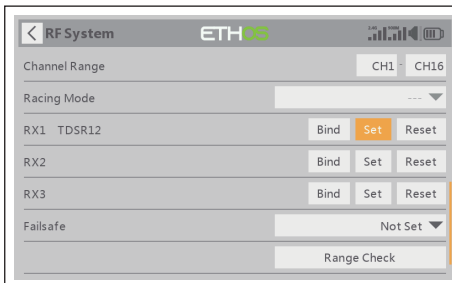 RF System ETHOS
Channel Range CH1 - CH16
Racing Mode ---
RX1 TDSR12 Bind Set Reset
RX2 Bind Set Reset
RX3 Bind Set Reset
Failsafe Not Set
Range Check